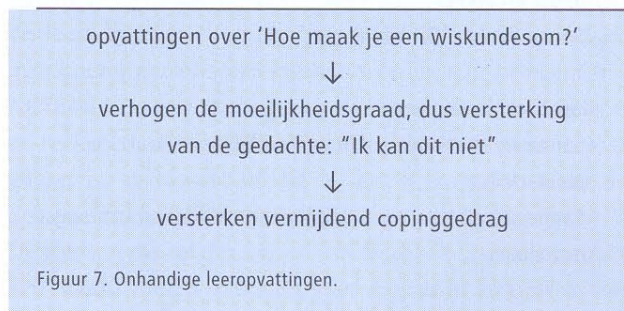 opvattingen over ‘Hoe maak je een wiskundesom?’
↓
verhogen de moeilijkheidsgraad, dus versterking
van de gedachte: “Ik kan dit niet”
↓
versterken vermijdend copinggedrag
Figuur 7. Onhandige leeropvattingen.